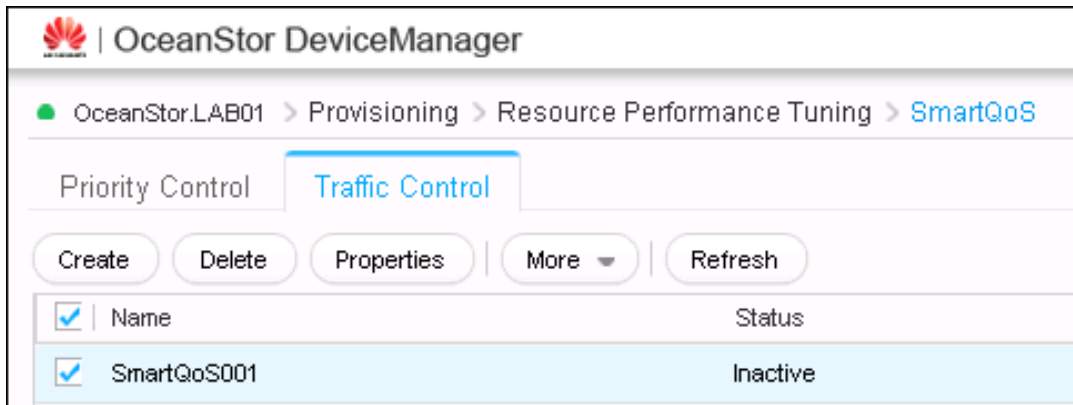 | OceanStor DeviceManager
OceanStor.LAB01 > Provisioning > Resource Performance Tuning > SmartQoS
Priority Control Traffic Control
Create Delete Properties More Refresh
Name Status
SmartQoS001 Inactive